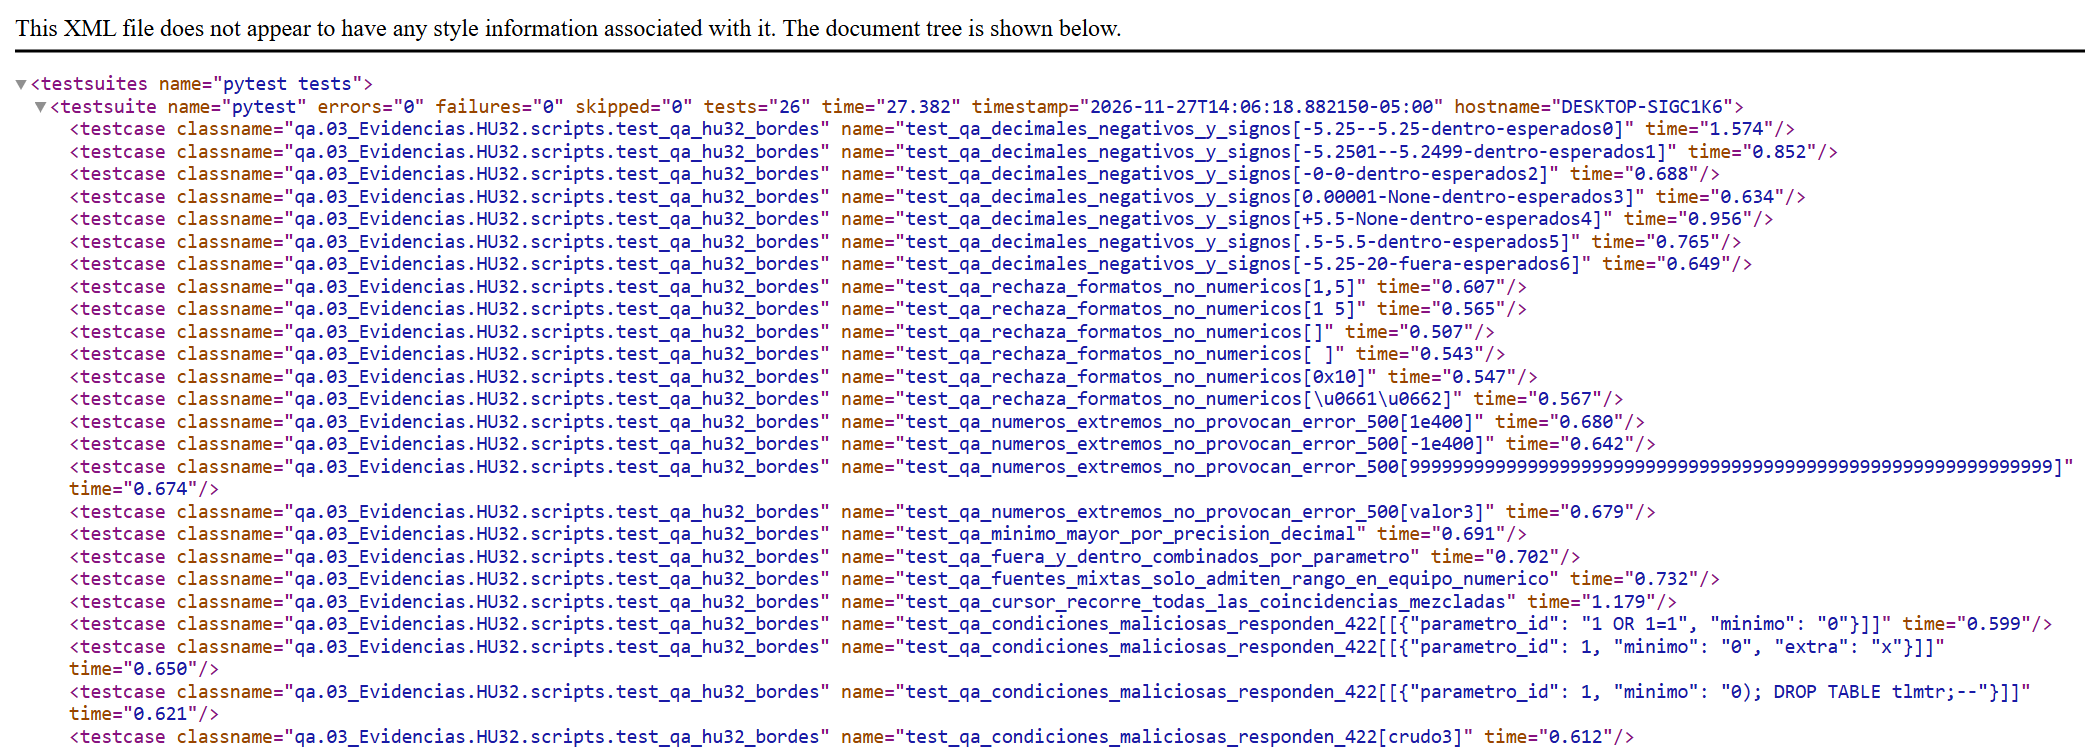 This XML file does not appear to have any style information associated with it. The document tree is shown below.
▼<testsuites name="pytest tests">
▼<testsuite name="pytest" errors="0" failures="0" skipped="0" tests="26" time="27.382" timestamp="2026-11-27T14:06:18.882150-05:00" hostname="DESKTOP-SIGC1K6">
<testcase classname="qa.03_Evidencias.HU32.scripts.test_qa_hu32_bordes" name="test_qa_decimales_negativos_y_signos[-5.25--5.25-dentro-esperados0]" time="1.574"/>
<testcase classname="qa.03_Evidencias.HU32.scripts.test_qa_hu32_bordes" name="test_qa_decimales_negativos_y_signos[-5.2501--5.2499-dentro-esperados1]" time="0.852"/>
<testcase classname="qa.03_Evidencias.HU32.scripts.test_qa_hu32_bordes" name="test_qa_decimales_negativos_y_signos[-0-0-dentro-esperados2]" time="0.688"/>
<testcase classname="qa.03_Evidencias.HU32.scripts.test_qa_hu32_bordes" name="test_qa_decimales_negativos_y_signos[0.00001-None-dentro-esperados3]" time="0.634"/>
<testcase classname="qa.03_Evidencias.HU32.scripts.test_qa_hu32_bordes" name="test_qa_decimales_negativos_y_signos[+5.5-None-dentro-esperados4]" time="0.956"/>
<testcase classname="qa.03_Evidencias.HU32.scripts.test_qa_hu32_bordes" name="test_qa_decimales_negativos_y_signos[.5-5.5-dentro-esperados5]" time="0.765"/>
<testcase classname="qa.03_Evidencias.HU32.scripts.test_qa_hu32_bordes" name="test_qa_decimales_negativos_y_signos[-5.25-20-fuera-esperados6]" time="0.649"/>
<testcase classname="qa.03_Evidencias.HU32.scripts.test_qa_hu32_bordes" name="test_qa_rechaza_formatos_no_numericos[1,5]" time="0.607"/>
<testcase classname="qa.03_Evidencias.HU32.scripts.test_qa_hu32_bordes" name="test_qa_rechaza_formatos_no_numericos[1 5]" time="0.565"/>
<testcase classname="qa.03_Evidencias.HU32.scripts.test_qa_hu32_bordes" name="test_qa_rechaza_formatos_no_numericos[]" time="0.507"/>
<testcase classname="qa.03_Evidencias.HU32.scripts.test_qa_hu32_bordes" name="test_qa_rechaza_formatos_no_numericos[ ]" time="0.543"/>
<testcase classname="qa.03_Evidencias.HU32.scripts.test_qa_hu32_bordes" name="test_qa_rechaza_formatos_no_numericos[0x10]" time="0.547"/>
<testcase classname="qa.03_Evidencias.HU32.scripts.test_qa_hu32_bordes" name="test_qa_rechaza_formatos_no_numericos[\u0661\u0662]" time="0.567"/>
<testcase classname="qa.03_Evidencias.HU32.scripts.test_qa_hu32_bordes" name="test_qa_numeros_extremos_no_provocan_error_500[1e400]" time="0.680"/>
<testcase classname="qa.03_Evidencias.HU32.scripts.test_qa_hu32_bordes" name="test_qa_numeros_extremos_no_provocan_error_500[-1e400]" time="0.642"/>
<testcase classname="qa.03_Evidencias.HU32.scripts.test_qa_hu32_bordes" name="test_qa_numeros_extremos_no_provocan_error_500[999999999999999999999999999999999999999999999999999999999999]"
time="0.674"/>
<testcase classname="qa.03_Evidencias.HU32.scripts.test_qa_hu32_bordes" name="test_qa_numeros_extremos_no_provocan_error_500[valor3]" time="0.679"/>
<testcase classname="qa.03_Evidencias.HU32.scripts.test_qa_hu32_bordes" name="test_qa_minimo_mayor_por_precision_decimal" time="0.691"/>
<testcase classname="qa.03_Evidencias.HU32.scripts.test_qa_hu32_bordes" name="test_qa_fuera_y_dentro_combinados_por_parametro" time="0.702"/>
<testcase classname="qa.03_Evidencias.HU32.scripts.test_qa_hu32_bordes" name="test_qa_fuentes_mixtas_solo_admiten_rango_en_equipo_numerico" time="0.732"/>
<testcase classname="qa.03_Evidencias.HU32.scripts.test_qa_hu32_bordes" name="test_qa_cursor_recorre_todas_las_coincidencias_mezcladas" time="1.179"/>
<testcase classname="qa.03_Evidencias.HU32.scripts.test_qa_hu32_bordes" name="test_qa_condiciones_maliciosas_responden_422[[{"parametro_id": "1 OR 1=1", "minimo": "0"}]]" time="0.599"/>
<testcase classname="qa.03_Evidencias.HU32.scripts.test_qa_hu32_bordes" name="test_qa_condiciones_maliciosas_responden_422[[{"parametro_id": 1, "minimo": "0", "extra": "x"}]]"
time="0.650"/>
<testcase classname="qa.03_Evidencias.HU32.scripts.test_qa_hu32_bordes" name="test_qa_condiciones_maliciosas_responden_422[[{"parametro_id": 1, "minimo": "0); DROP TABLE tlmtr;--"}]]"
time="0.621"/>
<testcase classname="qa.03_Evidencias.HU32.scripts.test_qa_hu32_bordes" name="test_qa_condiciones_maliciosas_responden_422[crudo3]" time="0.612"/>